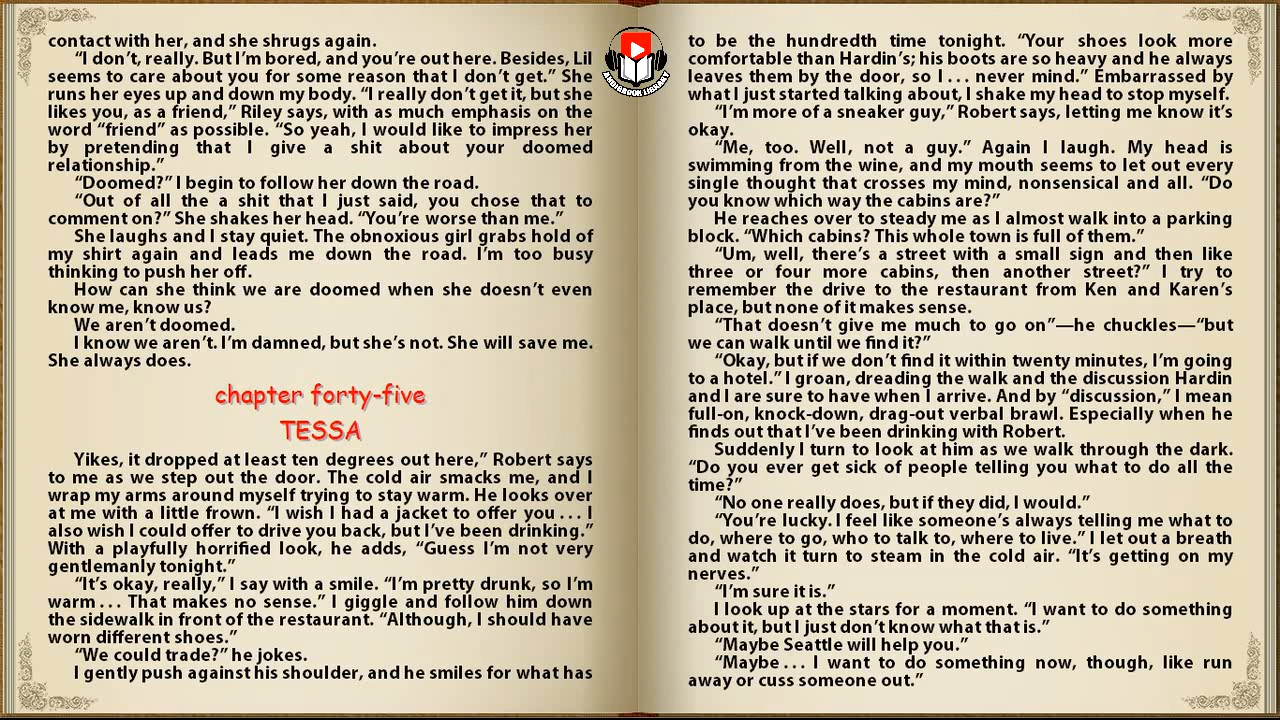 contact with her, and she shrugs again.
“I don’t, really. But I’m bored, and you’re out here. Besides, Lil
seems to care about you for some reason that I don’t get.” She
runs her eyes up and down my body. “I really don’t get it, but she
likes you, as a friend,” Riley says, with as much emphasis on the
word “friend” as possible. “So yeah, I would like to impress her
by pretending that I give a shit about your doomed
relationship.”
“Doomed?” I begin to follow her down the road.
“Out of all the a shit that I just said, you chose that to
comment on?” She shakes her head. “You’re worse than me.”
She laughs and I stay quiet. The obnoxious girl grabs hold of
my shirt again and leads me down the road. I’m too busy
thinking to push her off.
How can she think we are doomed when she doesn’t even
know me, know us?
We aren’t doomed.
I know we aren’t. I’m damned, but she’s not. She will save me.
She always does.
chapter forty-five
TESSA
Yikes, it dropped at least ten degrees out here,” Robert says
to me as we step out the door. The cold air smacks me, and I
wrap my arms around myself trying to stay warm. He looks over
at me with a little frown. “I wish I had a jacket to offer you . . . I
also wish I could offer to drive you back, but I’ve been drinking.”
With a playfully horrified look, he adds, “Guess I’m not very
gentlemanly tonight.”
“It’s okay, really,” I say with a smile. “I’m pretty drunk, so I’m
warm . . . That makes no sense.” I giggle and follow him down
the sidewalk in front of the restaurant. “Although, I should have
worn different shoes.”
“We could trade?” he jokes.
I gently push against his shoulder, and he smiles for what has
AUDIOBOOK LIBRARY
to be the hundredth time tonight. “Your shoes look more
comfortable than Hardin’s; his boots are so heavy and he always
leaves them by the door, so I . . . never mind.” Embarrassed by
what I just started talking about, I shake my head to stop myself.
“I’m more of a sneaker guy,” Robert says, letting me know it’s
okay.
“Me, too. Well, not a guy.” Again I laugh. My head is
swimming from the wine, and my mouth seems to let out every
single thought that crosses my mind, nonsensical and all. “Do
you know which way the cabins are?”
He reaches over to steady me as I almost walk into a parking
block. “Which cabins? This whole town is full of them.”
“Um, well, there’s a street with a small sign and then like
three or four more cabins, then another street?” I try to
remember the drive to the restaurant from Ken and Karen’s
place, but none of it makes sense.
“That doesn’t give me much to go on”—he chuckles—“but
we can walk until we find it?”
“Okay, but if we don’t find it within twenty minutes, I’m going
to a hotel.” I groan, dreading the walk and the discussion Hardin
and I are sure to have when I arrive. And by “discussion,” I mean
full-on, knock-down, drag-out verbal brawl. Especially when he
finds out that I’ve been drinking with Robert.
Suddenly I turn to look at him as we walk through the dark.
“Do you ever get sick of people telling you what to do all the
time?”
“No one really does, but if they did, I would.”
“You’re lucky. I feel like someone’s always telling me what to
do, where to go, who to talk to, where to live.” I let out a breath
and watch it turn to steam in the cold air. “It’s getting on my
nerves.”
“I’m sure it is.”
I look up at the stars for a moment. “I want to do something
about it, but I just don’t know what that is.”
“Maybe Seattle will help you.”
“Maybe . . . I want to do something now, though, like run
away or cuss someone out.”